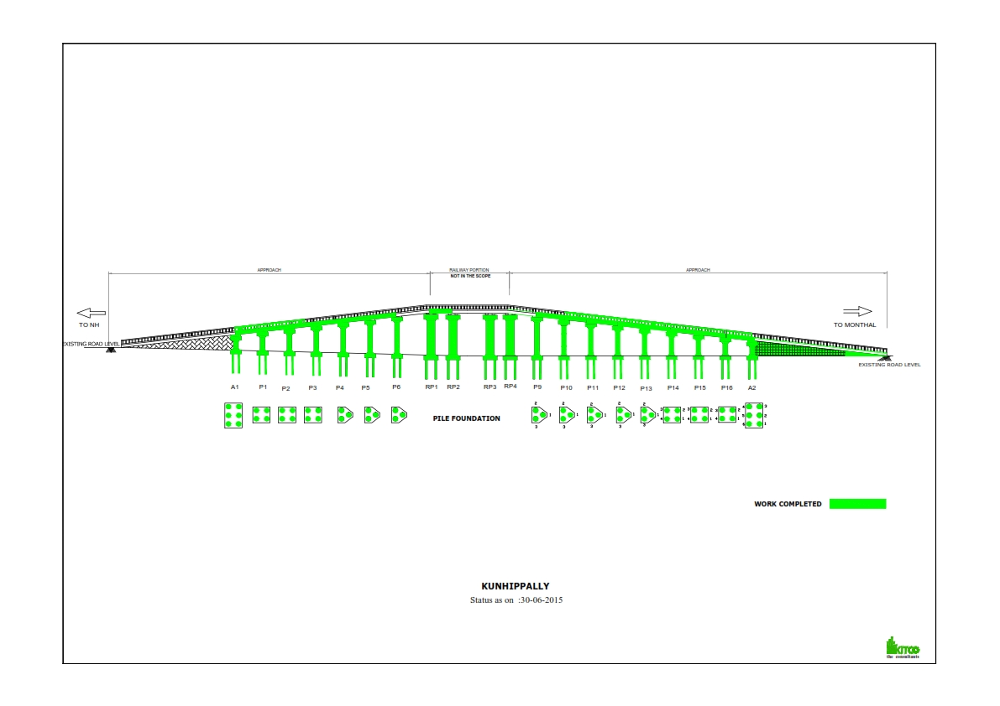 APPROACH
RAILWAY PORTION
NOT IN THE SCOPE
APPROACH
TO NH
TO MONTHAL
EXISTING ROAD LEVEL
EXISTING ROAD LEVEL
A1 P1 P2 P3 P4 P5 P6 RP1 RP2 RP3 RP4 P9 P10 P11 P12 P13 P14 P15 P16 A2
PILE FOUNDATION
WORK COMPLETED
KUNHIPPALLY
Status as on :30-06-2015
KITCO
the consultants